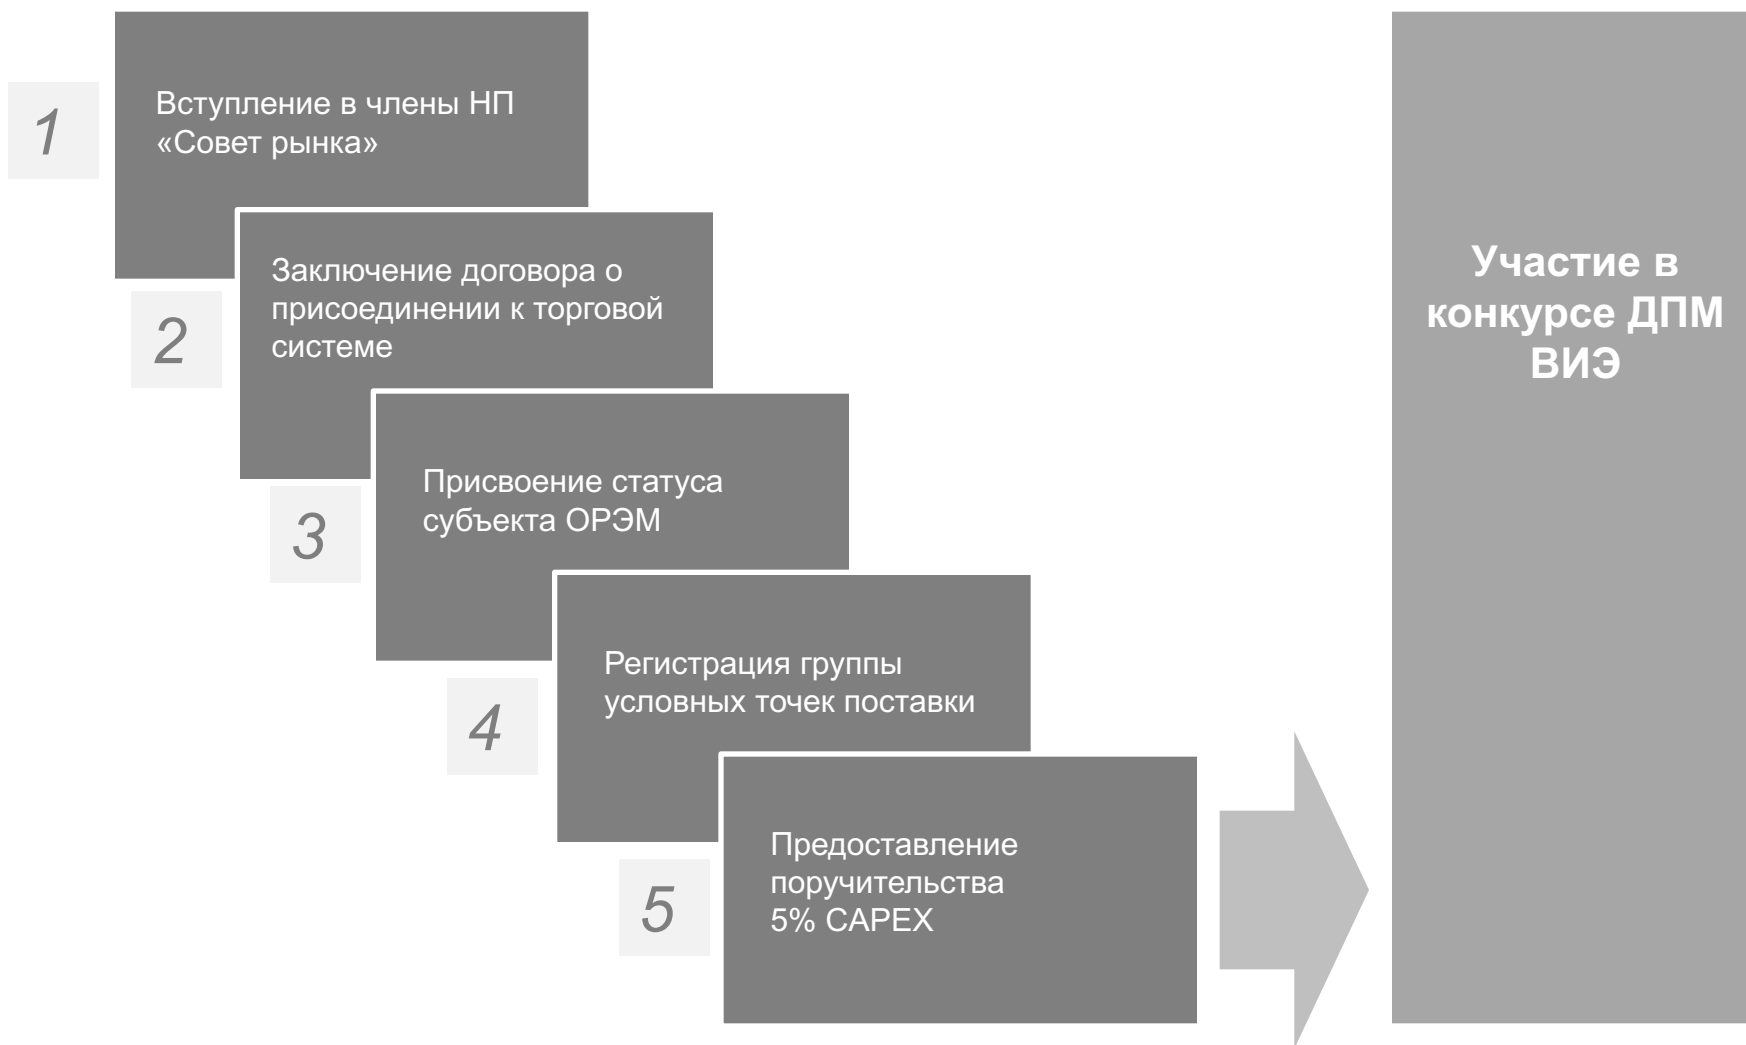 1
Вступление в члены НП
«Совет рынка»
2
Заключение договора о
присоединении к торговой
системе
3
Присвоение статуса
субъекта ОРЭМ
4
Регистрация группы
условных точек поставки
5
Предоставление
поручительства
5% CAPEX
Участие в
конкурсе ДПМ
ВИЭ